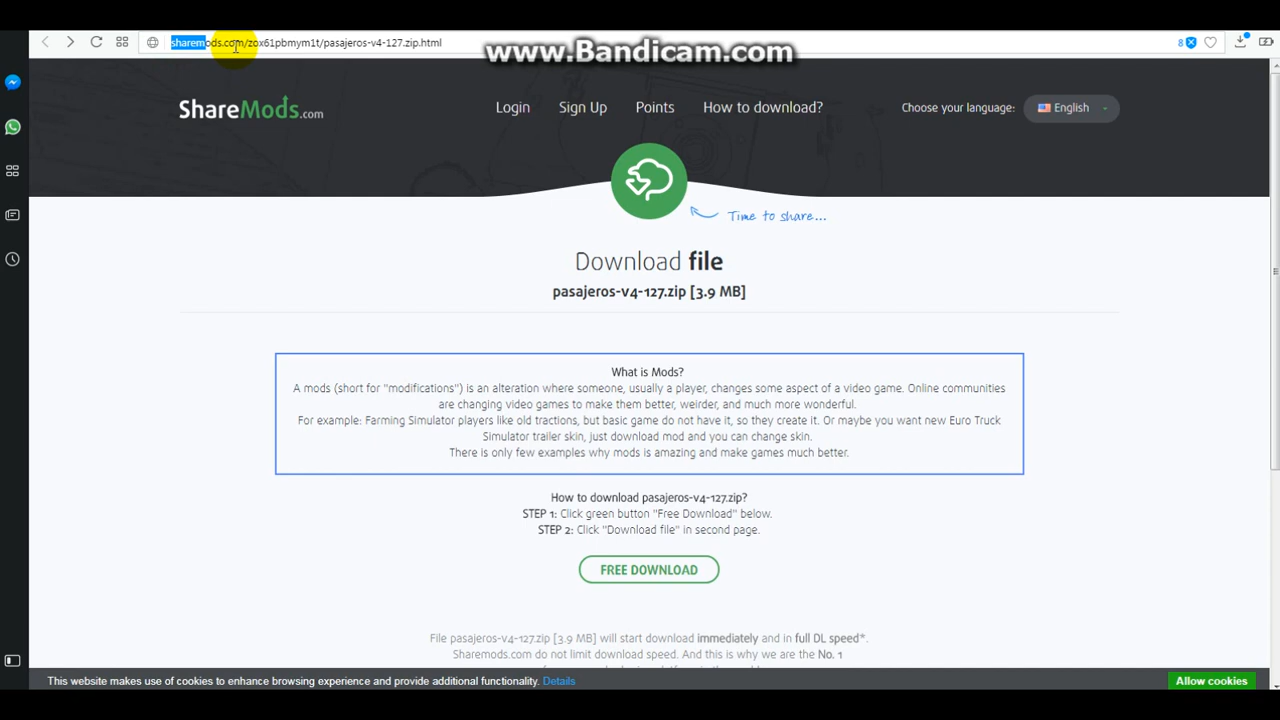 sharemods.com/zox61pbmym1t/pasajeros-v4-127.zip.html
www.Bandicam.com
8
ShareMods.com
Login Sign Up Points How to download?
Choose your language: English
Time to share...
Download file
pasajeros-v4-127.zip [3.9 MB]
What is Mods?
A mods (short for "modifications") is an alteration where someone, usually a player, changes some aspect of a video game. Online communities
are changing video games to make them better, weirder, and much more wonderful.
For example: Farming Simulator players like old tractions, but basic game do not have it, so they create it. Or maybe you want new Euro Truck
Simulator trailer skin, just download mod and you can change skin.
There is only few examples why mods is amazing and make games much better.
How to download pasajeros-v4-127.zip?
STEP 1: Click green button "Free Download" below.
STEP 2: Click "Download file" in second page.
FREE DOWNLOAD
File pasajeros-v4-127.zip [3.9 MB] will start download immediately and in full DL speed*.
Sharemods.com do not limit download speed. And this is why we are the No. 1
This website makes use of cookies to enhance browsing experience and provide additional functionality. Details
Allow cookies